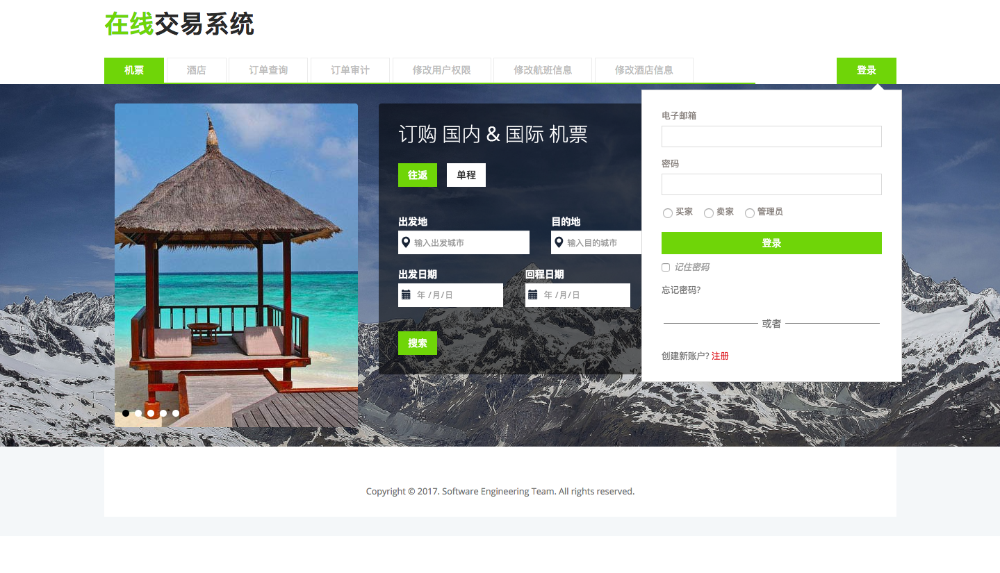 在线交易系统
机票 酒店 订单查询 订单审计 修改用户权限 修改航班信息 修改酒店信息 登录
订购 国内 & 国际 机票
往返 单程
出发地 目的地
输入出发城市 输入目的城市
出发日期 回程日期
年 /月/日 年 /月/日
搜索
电子邮箱
密码
买家 卖家 管理员
登录
记住密码
忘记密码?
或者
创建新账户? 注册
Copyright © 2017. Software Engineering Team. All rights reserved.